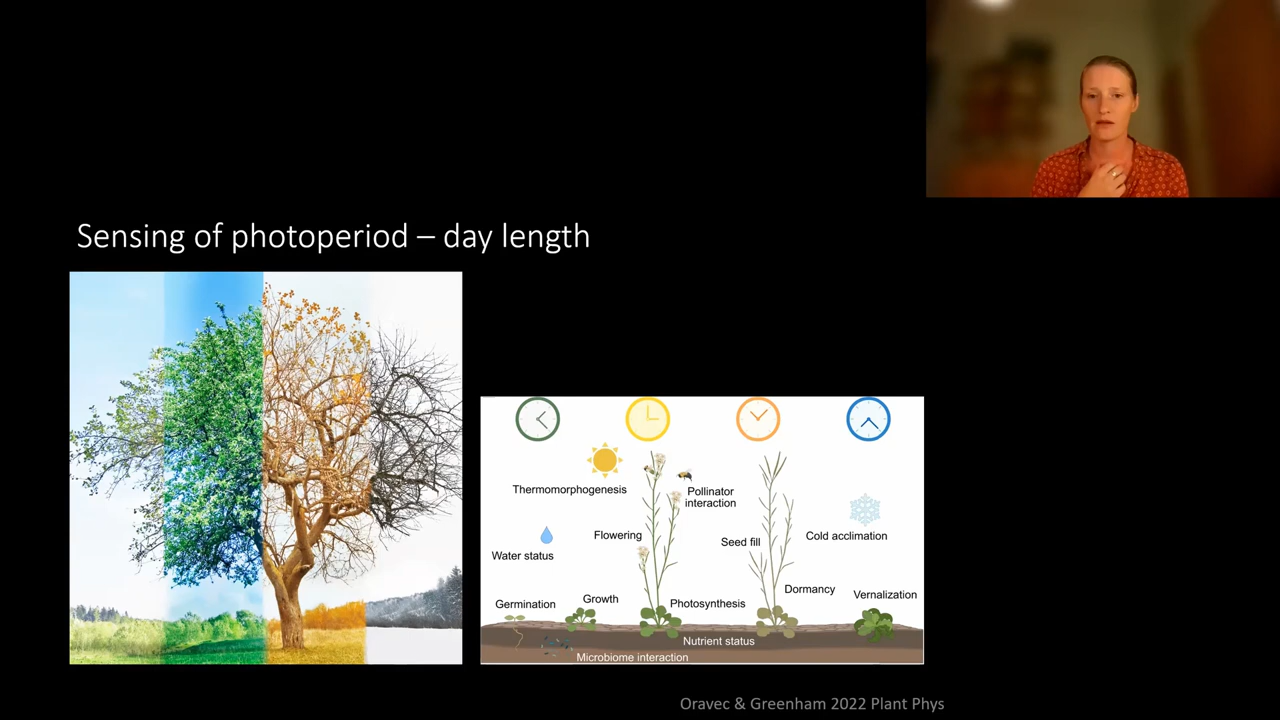 Sensing of photoperiod – day length
Thermomorphogenesis
Pollinator
interaction
Flowering
Seed fill
Cold acclimation
Water status
Germination
Growth
Photosynthesis
Dormancy
Vernalization
Nutrient status
Microbiome interaction
Oravec & Greenham 2022 Plant Phys